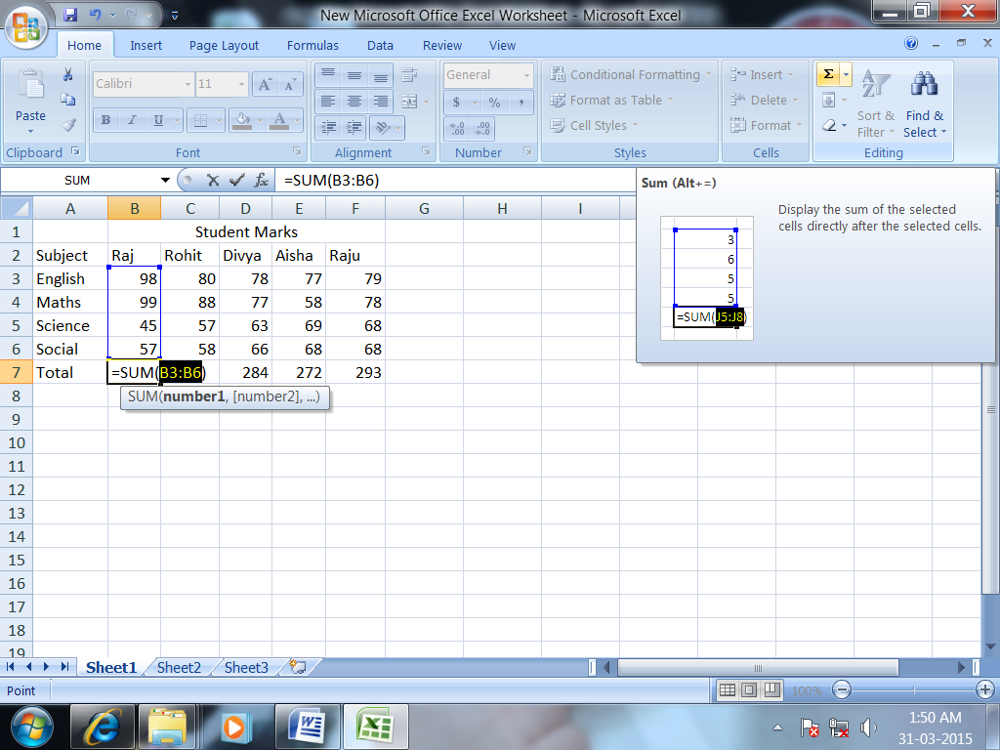 New Microsoft Office Excel Worksheet - Microsoft Excel
Home Insert Page Layout Formulas Data Review View
Paste
Calibri 11
B I U A A A
General
$ % ,
Conditional Formatting
Format as Table
Cell Styles
Insert
Delete
Format
Σ
Sort & Filter
Find & Select
Clipboard Font Alignment Number Styles Cells Editing
SUM fx =SUM(B3:B6)
Sum (Alt+=)
Display the sum of the selected
cells directly after the selected cells.
3
6
5
5
=SUM(J5:J8)
A B C D E F G H I
1 Student Marks
2 Subject Raj Rohit Divya Aisha Raju
3 English 98 80 78 77 79
4 Maths 99 88 77 58 78
5 Science 45 57 63 69 68
6 Social 57 58 66 68 68
7 Total =SUM(B3:B6) 284 272 293
SUM(number1, [number2], ...)
8
9
10
11
12
13
14
15
16
17
18
19
Sheet1 Sheet2 Sheet3
Point 100%
1:50 AM
31-03-2015